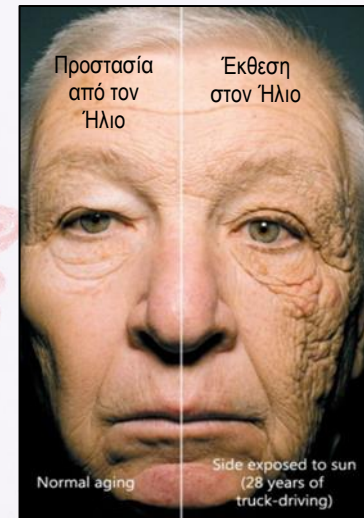 Προστασία
από τον
Ήλιο
Έκθεση
στον Ήλιο
Normal aging
Side exposed to sun
(28 years of
truck-driving)